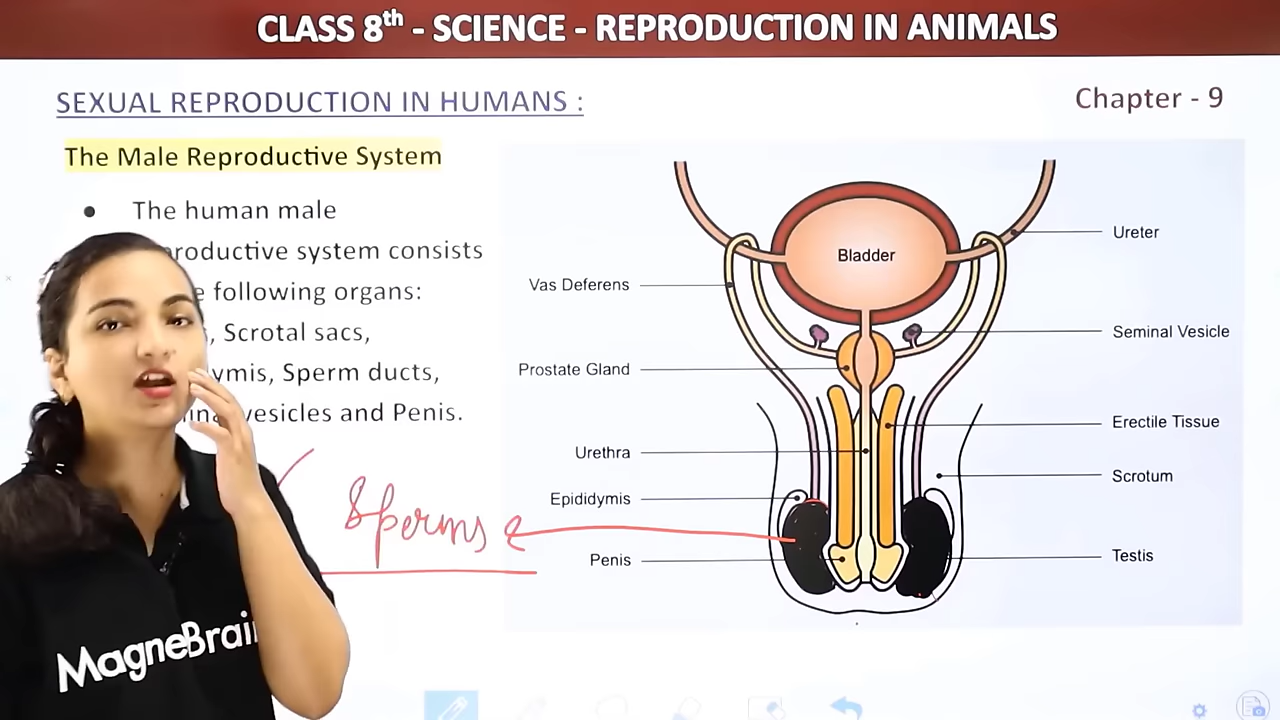 CLASS 8th - SCIENCE - REPRODUCTION IN ANIMALS
SEXUAL REPRODUCTION IN HUMANS :
Chapter - 9
The Male Reproductive System
● The human male
roductive system consists
following organs:
, Scrotal sacs,
ymis, Sperm ducts,
vesicles and Penis.
Sperms
Bladder
Vas Deferens
Prostate Gland
Urethra
Epididymis
Penis
Ureter
Seminal Vesicle
Erectile Tissue
Scrotum
Testis
MagneBrai